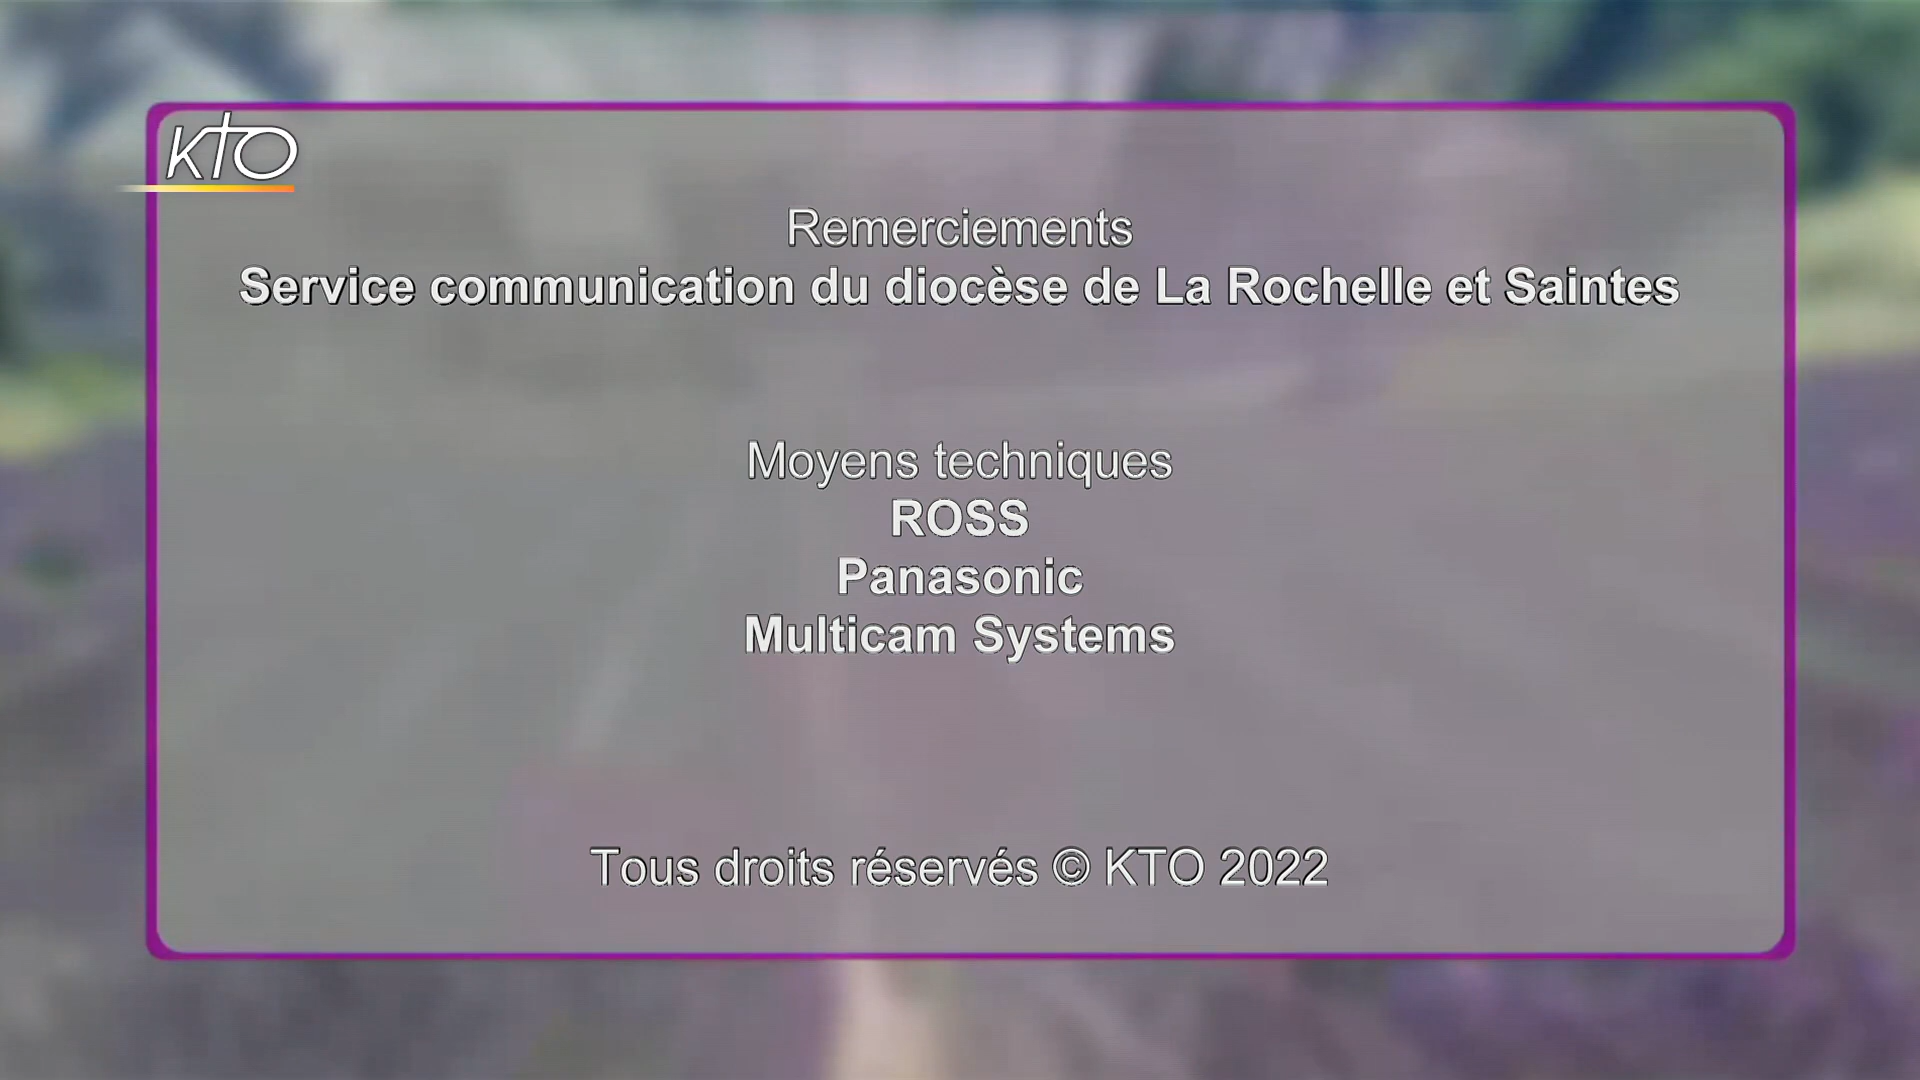 KTO
Remerciements
Service communication du diocèse de La Rochelle et Saintes
Moyens techniques
ROSS
Panasonic
Multicam Systems
Tous droits réservés © KTO 2022